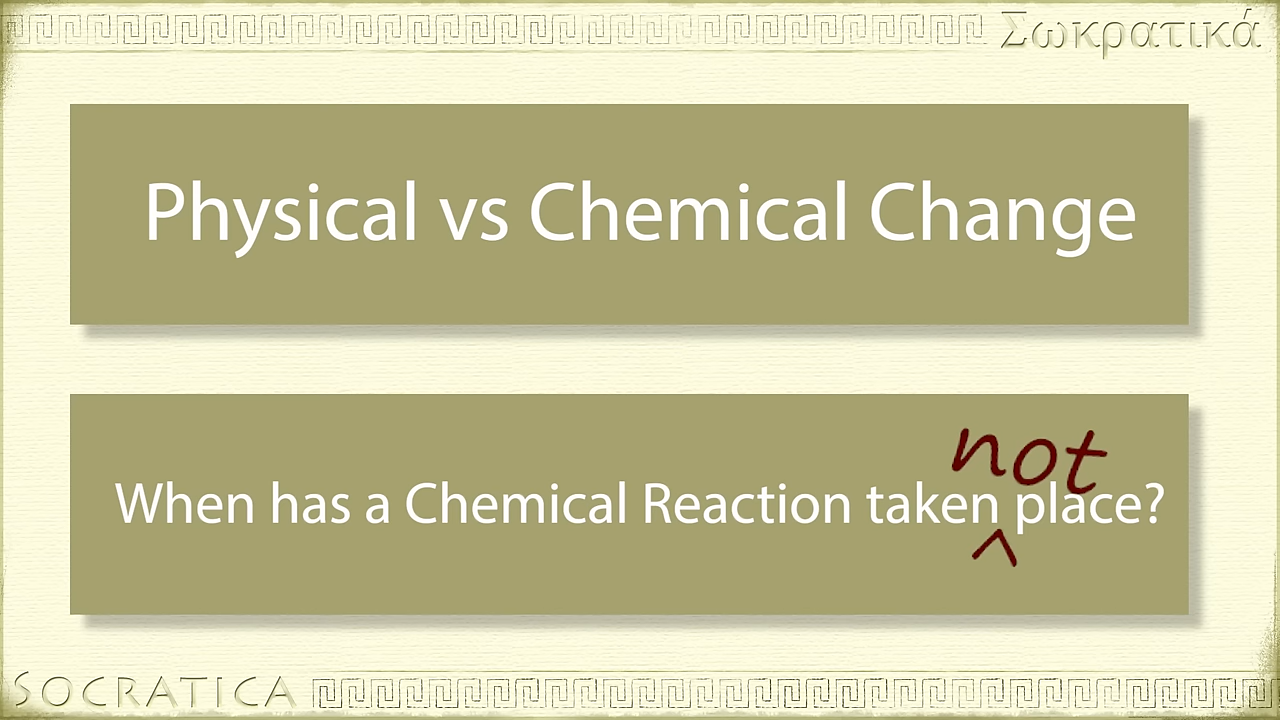 Σωκρατικά
Physical vs Chemical Change
not
When has a Chemical Reaction taken ^ place?
SOCRATICA